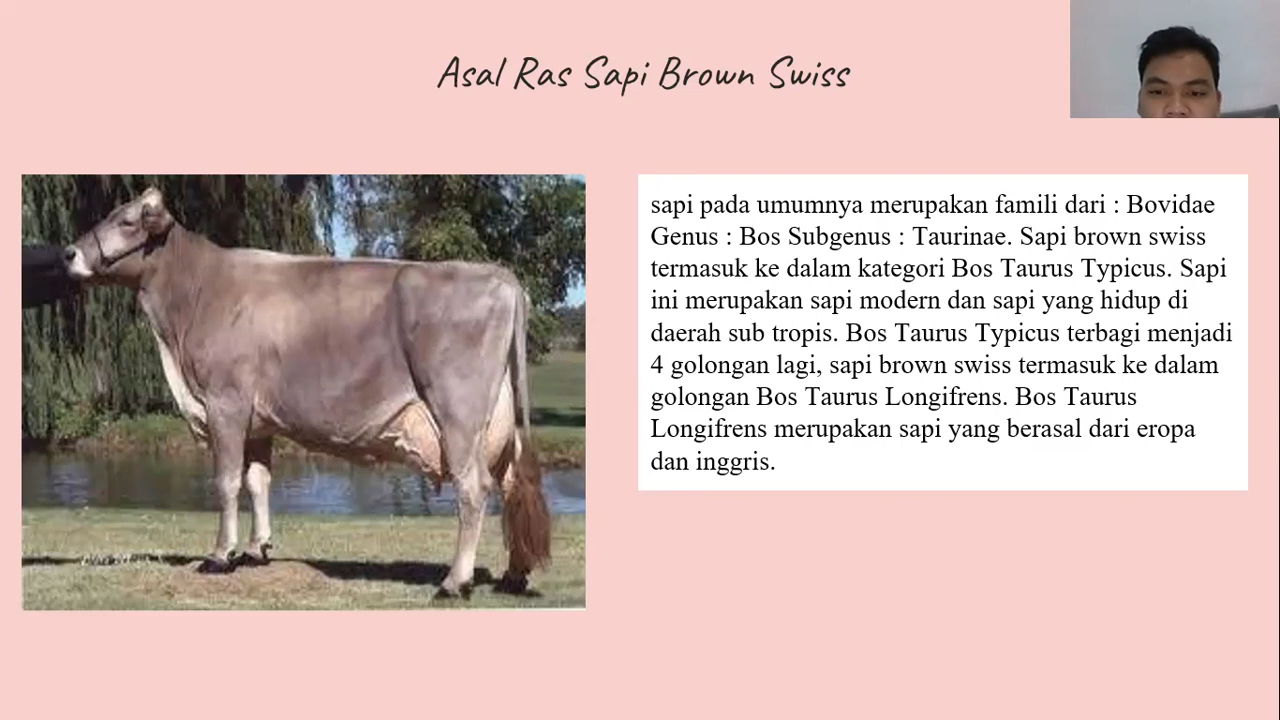 Asal Ras Sapi Brown Swiss
sapi pada umumnya merupakan famili dari : Bovidae
Genus : Bos Subgenus : Taurinae. Sapi brown swiss
termasuk ke dalam kategori Bos Taurus Typicus. Sapi
ini merupakan sapi modern dan sapi yang hidup di
daerah sub tropis. Bos Taurus Typicus terbagi menjadi
4 golongan lagi, sapi brown swiss termasuk ke dalam
golongan Bos Taurus Longifrens. Bos Taurus
Longifrens merupakan sapi yang berasal dari eropa
dan inggris.